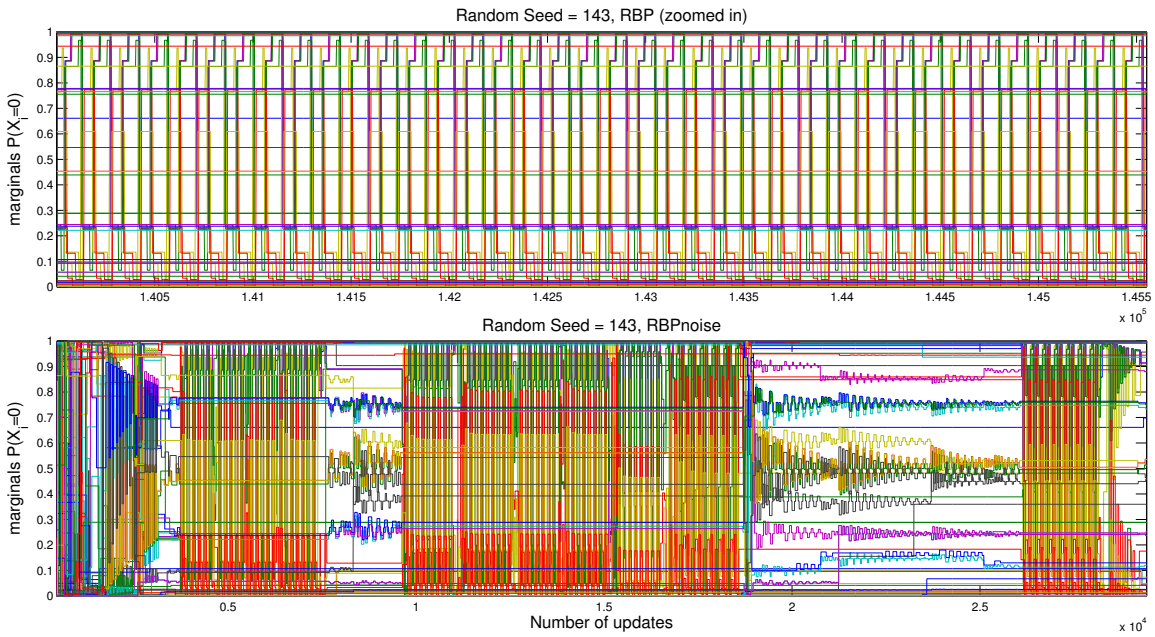 Random Seed = 143, RBP (zoomed in)
marginals P(X_i=0)
1
0.9
0.8
0.7
0.6
0.5
0.4
0.3
0.2
0.1
0
1.405 1.41 1.415 1.42 1.425 1.43 1.435 1.44 1.445 1.45 1.455
x 10^5
Random Seed = 143, RBPnoise
marginals P(X_i=0)
1
0.9
0.8
0.7
0.6
0.5
0.4
0.3
0.2
0.1
0
0.5 1 1.5 2 2.5
Number of updates
x 10^4